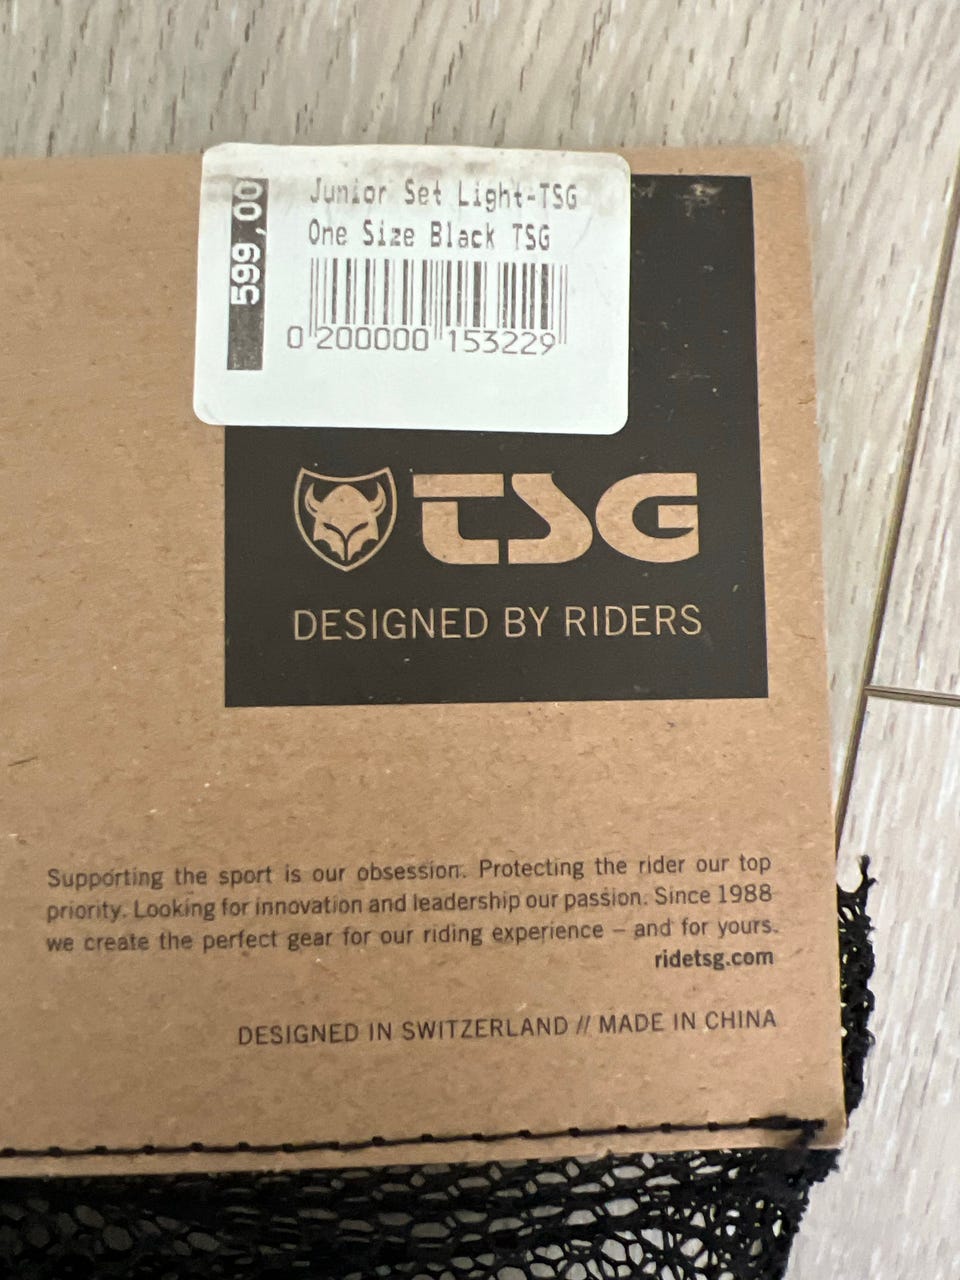 599,00
Junior Set Light-TSG
One Size Black TSG
0 200000 153229
TSG
DESIGNED BY RIDERS
Supporting the sport is our obsession. Protecting the rider our top
priority. Looking for innovation and leadership our passion. Since 1988
we create the perfect gear for our riding experience – and for yours.
ridetsg.com
DESIGNED IN SWITZERLAND // MADE IN CHINA